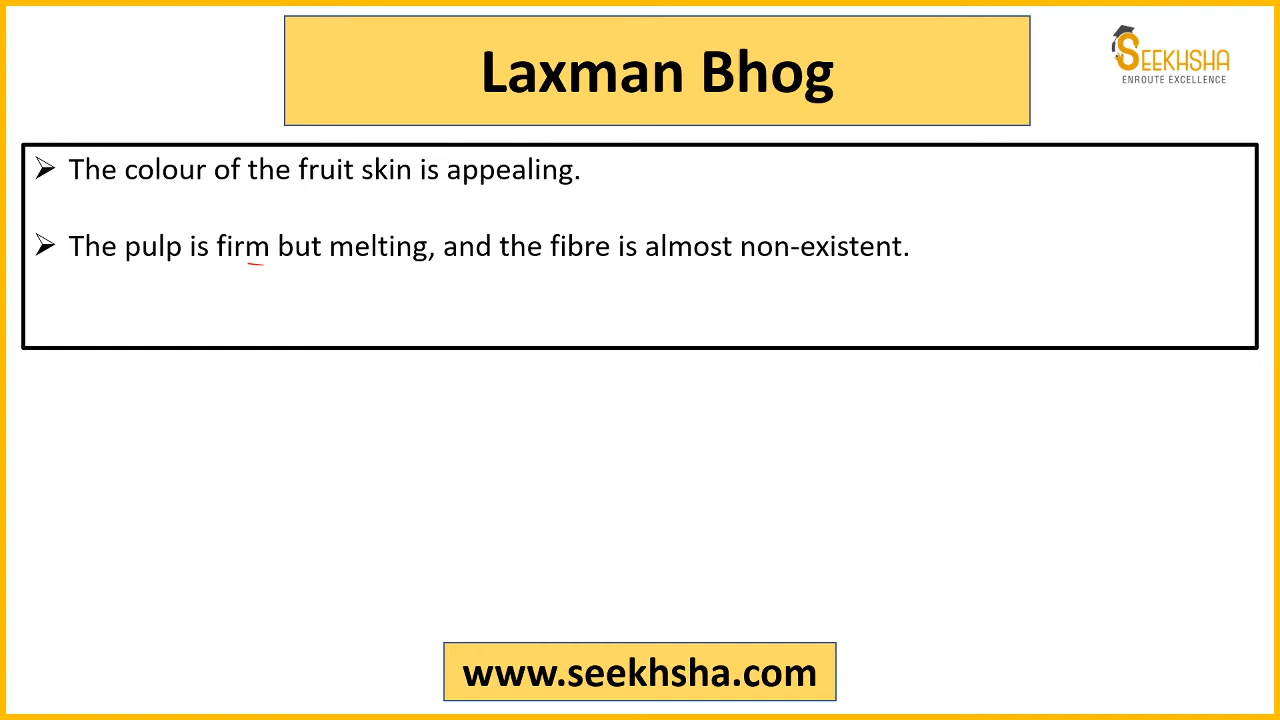 Laxman Bhog
SEEKHSHA
ENROUTE EXCELLENCE
➢ The colour of the fruit skin is appealing.
➢ The pulp is firm but melting, and the fibre is almost non-existent.
www.seekhsha.com